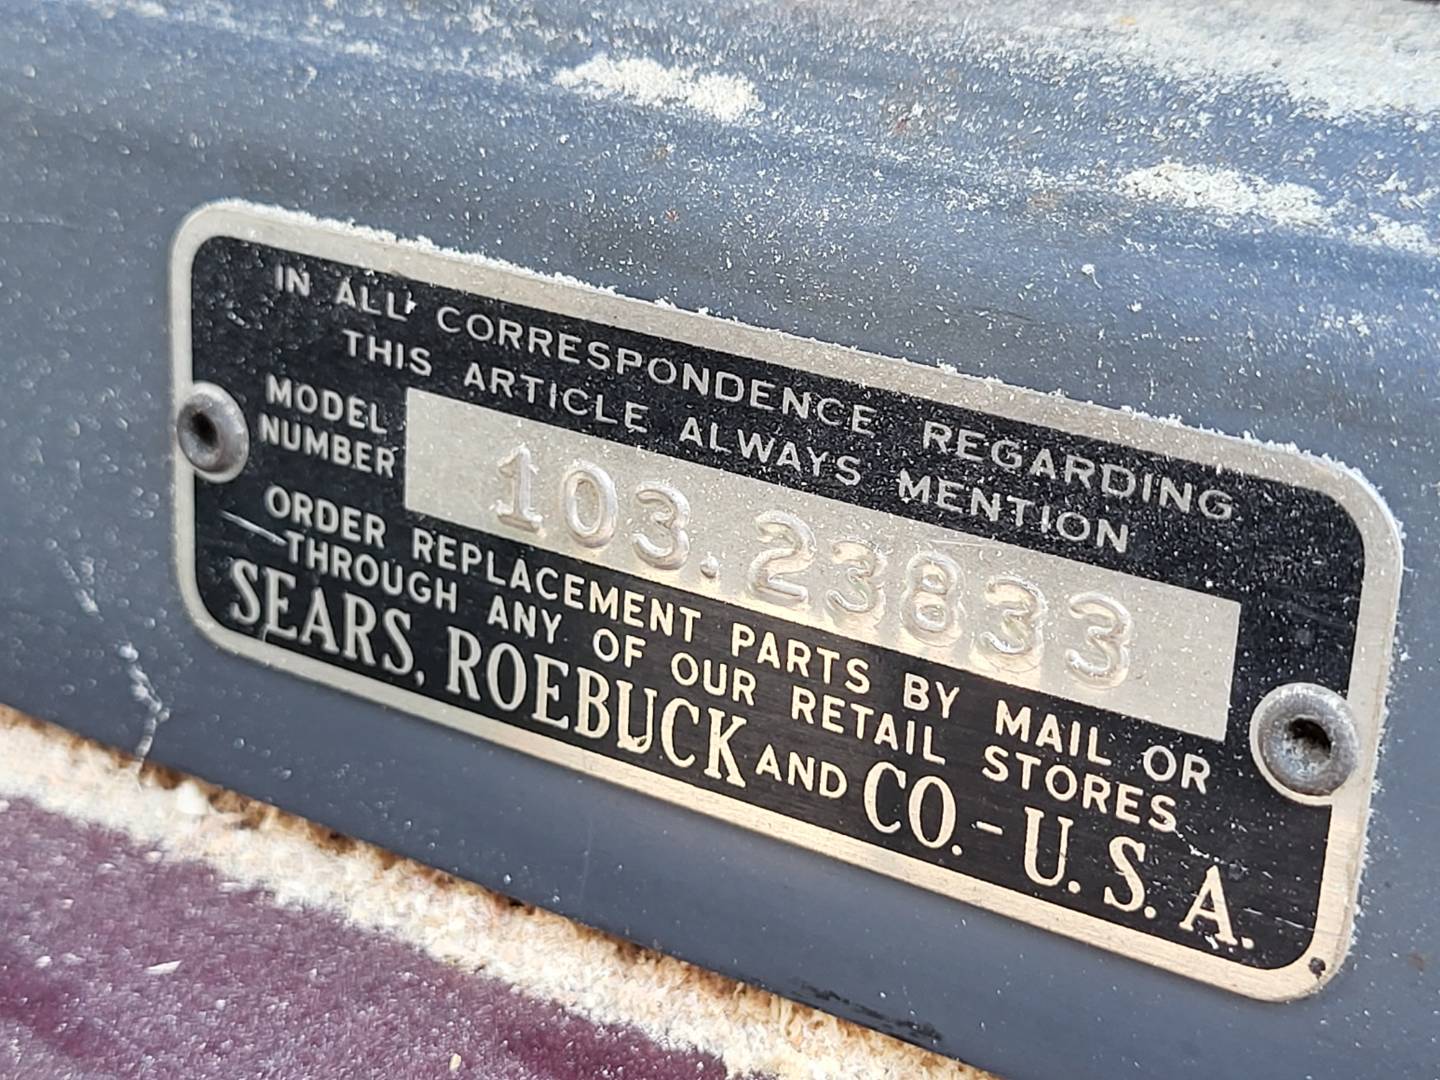 IN ALL CORRESPONDENCE REGARDING
THIS ARTICLE ALWAYS MENTION
MODEL
NUMBER
103.23833
ORDER REPLACEMENT PARTS BY MAIL OR
THROUGH ANY OF OUR RETAIL STORES
SEARS, ROEBUCK AND CO.-U.S.A.